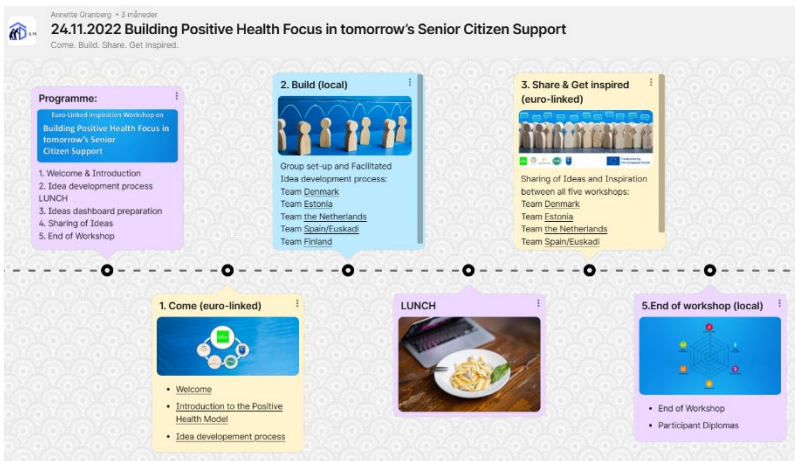 Annette Granberg • 3 måneder
24.11.2022 Building Positive Health Focus in tomorrow's Senior Citizen Support
Come. Build. Share. Get inspired.
Programme:
Euro-Linked Inspiration Workshop on
Building Positive Health Focus in
tomorrow's Senior
Citizen Support
1. Welcome & Introduction
2. Idea development process
LUNCH
3. Ideas dashboard preparation
4. Sharing of Ideas
5. End of Workshop
1. Come (euro-linked)
Welcome
Introduction to the Positive
Health Model
Idea developement process
2. Build (local)
Group set-up and Facilitated
Idea development process:
Team Denmark
Team Estonia
Team the Netherlands
Team Spain/Euskadi
Team Finland
LUNCH
3. Share & Get inspired
(euro-linked)
Sharing of Ideas and Inspiration
between all five workshops:
Team Denmark
Team Estonia
Team the Netherlands
Team Spain/Euskadi
5.End of workshop (local)
End of Workshop
Participant Diplomas